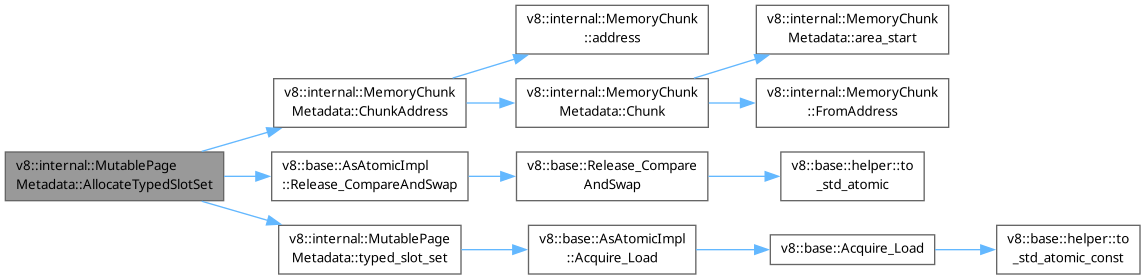 v8::internal::MemoryChunk
::address
v8::internal::MemoryChunk
Metadata::area_start
v8::internal::MemoryChunk
Metadata::ChunkAddress
v8::internal::MemoryChunk
Metadata::Chunk
v8::internal::MemoryChunk
::FromAddress
v8::internal::MutablePage
Metadata::AllocateTypedSlotSet
v8::base::AsAtomicImpl
::Release_CompareAndSwap
v8::base::Release_Compare
AndSwap
v8::base::helper::to
_std_atomic
v8::internal::MutablePage
Metadata::typed_slot_set
v8::base::AsAtomicImpl
::Acquire_Load
v8::base::Acquire_Load
v8::base::helper::to
_std_atomic_const